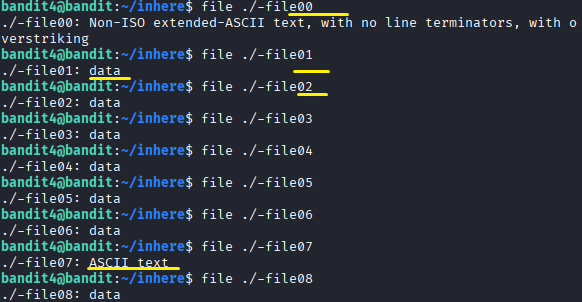 bandit4@bandit:~/inhere$ file ./-file00
./-file00: Non-ISO extended-ASCII text, with no line terminators, with o
verstriking
bandit4@bandit:~/inhere$ file ./-file01
./-file01: data
bandit4@bandit:~/inhere$ file ./-file02
./-file02: data
bandit4@bandit:~/inhere$ file ./-file03
./-file03: data
bandit4@bandit:~/inhere$ file ./-file04
./-file04: data
bandit4@bandit:~/inhere$ file ./-file05
./-file05: data
bandit4@bandit:~/inhere$ file ./-file06
./-file06: data
bandit4@bandit:~/inhere$ file ./-file07
./-file07: ASCII text
bandit4@bandit:~/inhere$ file ./-file08
./-file08: data